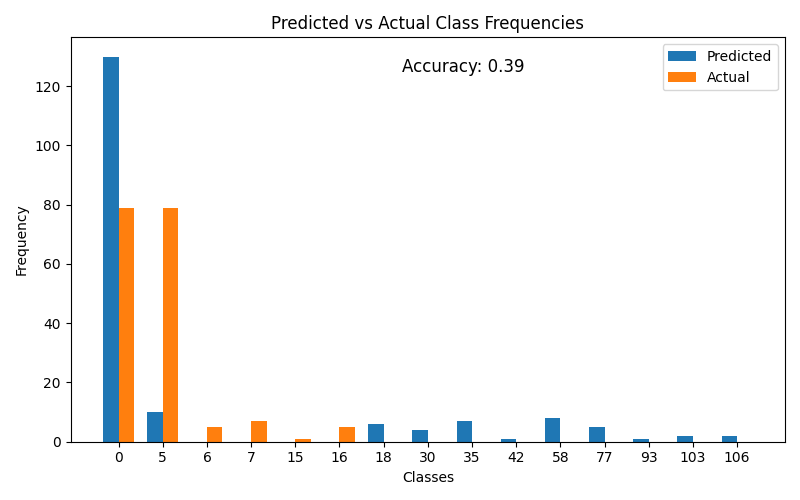 Predicted vs Actual Class Frequencies
Accuracy: 0.39
Predicted
Actual
Frequency
120
100
80
60
40
20
0
0 5 6 7 15 16 18 30 35 42 58 77 93 103 106
Classes